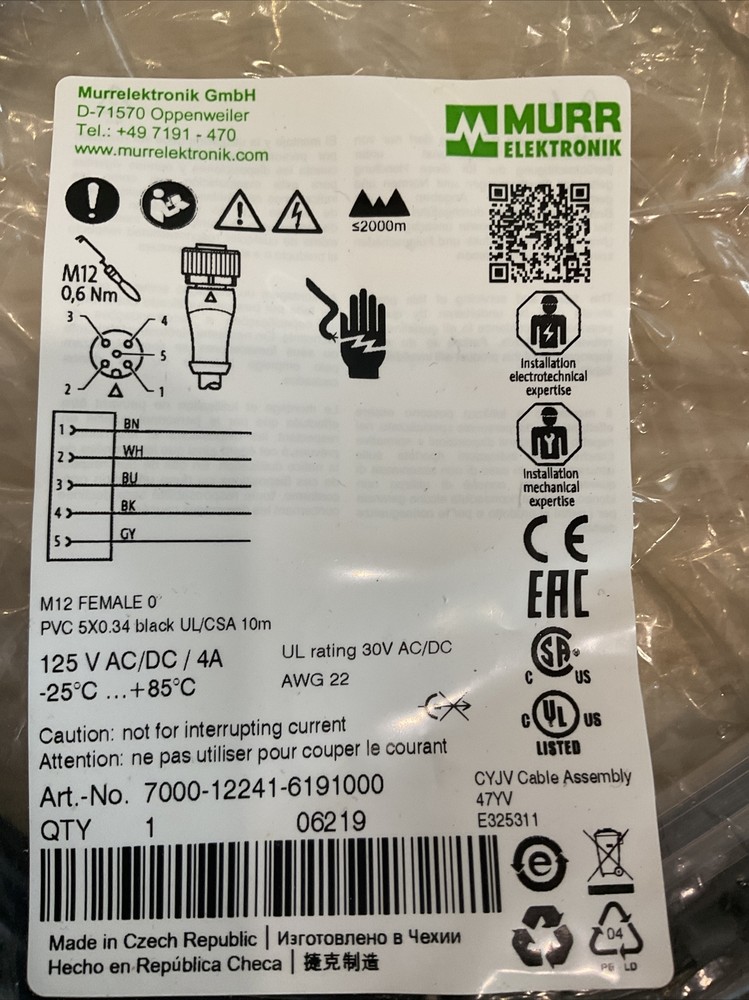 Murrelektronik GmbH
D-71570 Oppenweiler
Tel.: +49 7191 - 470
www.murrelektronik.com
MURR
ELEKTRONIK
≤2000m
M12
0,6 Nm
3
4
5
2
1
Installation
electrotechnical
expertise
1 BN
2 WH
3 BU
4 BK
5 GY
Installation
mechanical
expertise
CE
EAC
M12 FEMALE 0°
PVC 5X0.34 black UL/CSA 10m
125 V AC/DC / 4A
-25°C ...+85°C
UL rating 30V AC/DC
AWG 22
SA
C US
C UL US
LISTED
Caution: not for interrupting current
Attention: ne pas utiliser pour couper le courant
Art.-No. 7000-12241-6191000
QTY 1 06219
CYJV Cable Assembly
47YV
E325311
e
Made in Czech Republic | Изготовлено в Чехии
Hecho en República Checa | 捷克制造
04
PE LD